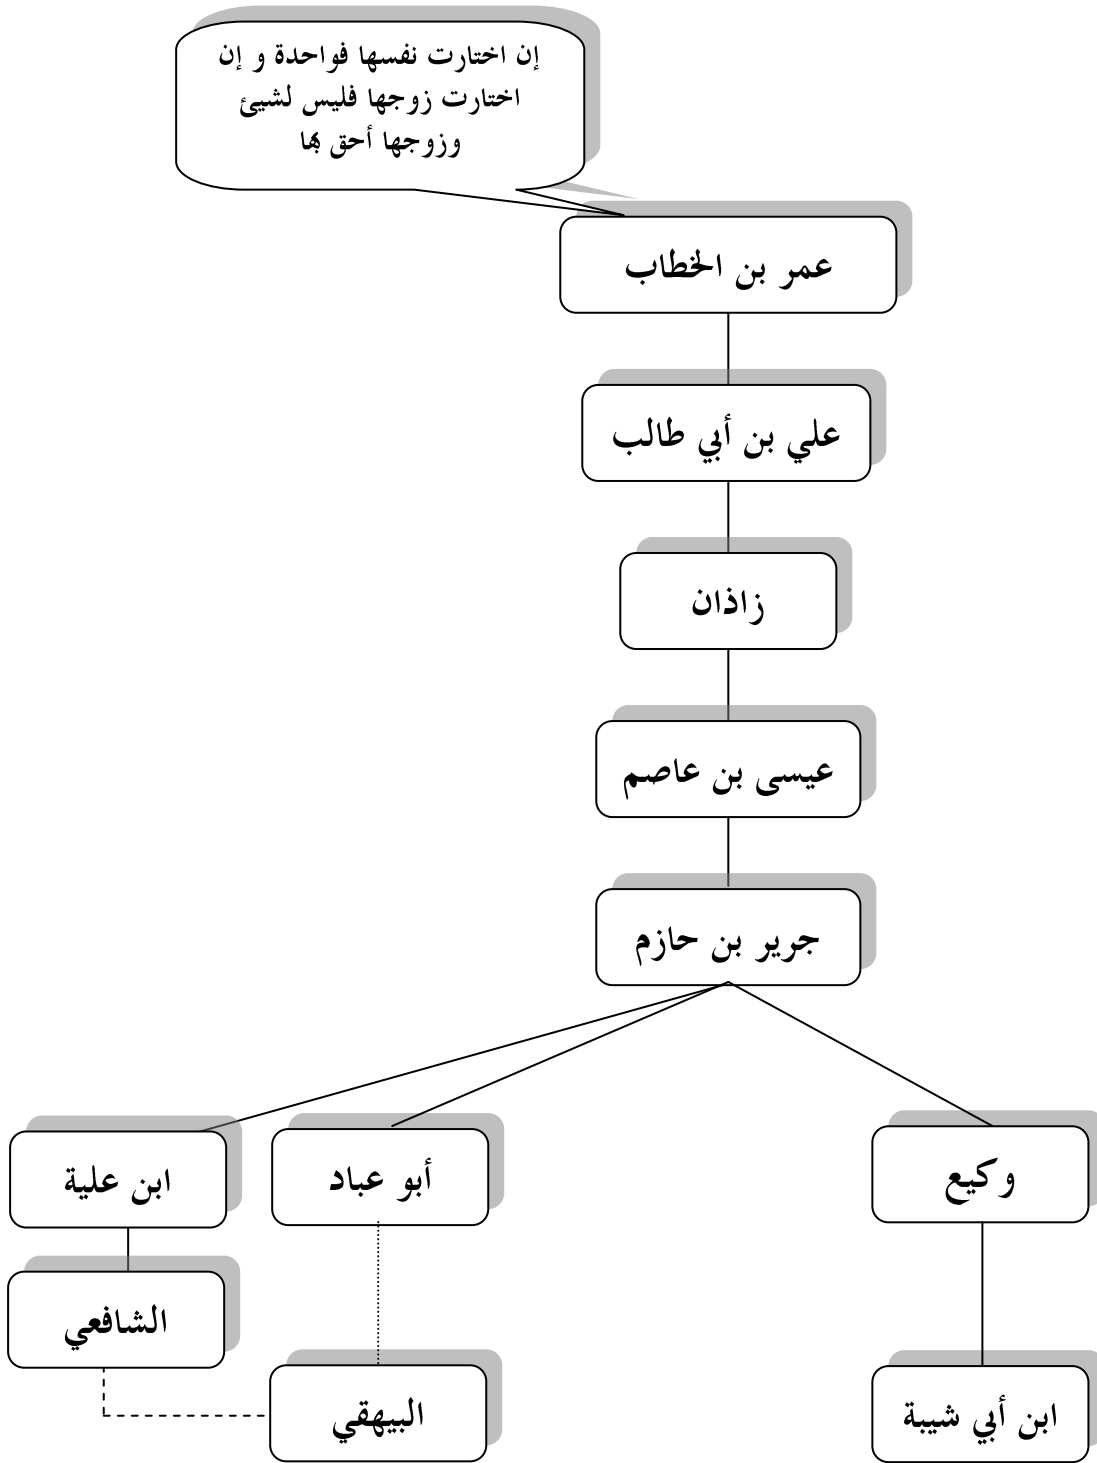 إن اختارت نفسها فواحدة و إن
اختارت زوجها فليس لشيئ
وزوجها أحق بها
عمر بن الخطاب
علي بن أبي طالب
زاذان
عيسى بن عاصم
جرير بن حازم
وكيع
أبو عباد
ابن علية
الشافعي
البيهقي
ابن أبي شيبة